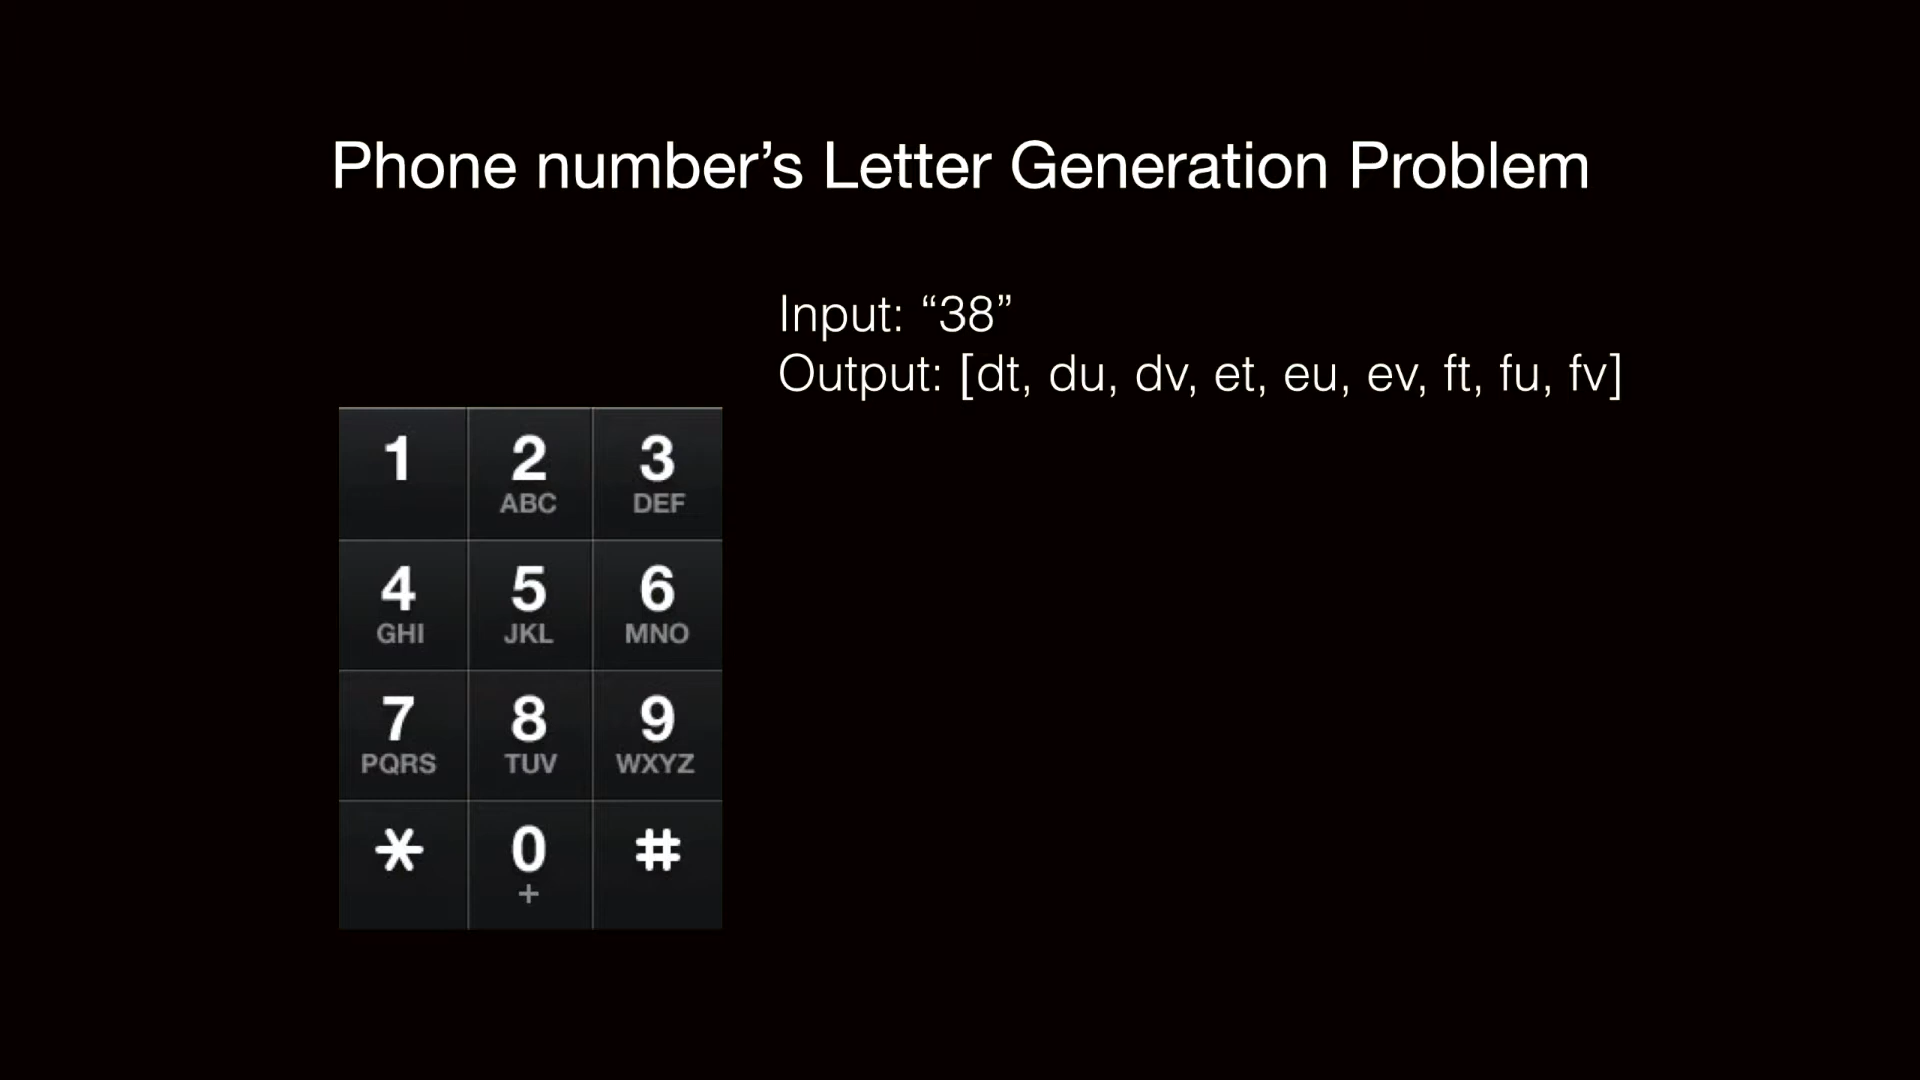 Phone number’s Letter Generation Problem
Input: “38”
Output: [dt, du, dv, et, eu, ev, ft, fu, fv]
1 2 3
ABC DEF
4 5 6
GHI JKL MNO
7 8 9
PQRS TUV WXYZ
* 0 #
+